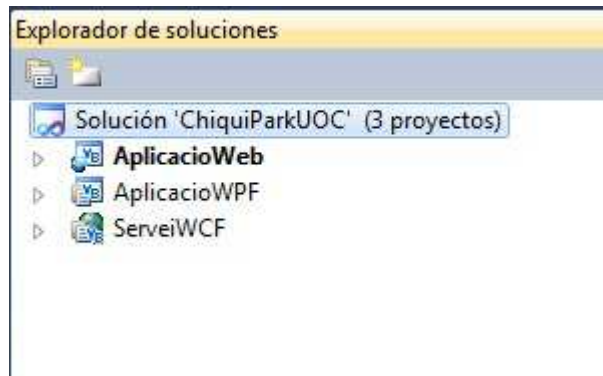 Explorador de soluciones
Solución 'ChiquiParkUOC' (3 proyectos)
AplicacioWeb
AplicacioWPF
ServeiWCF